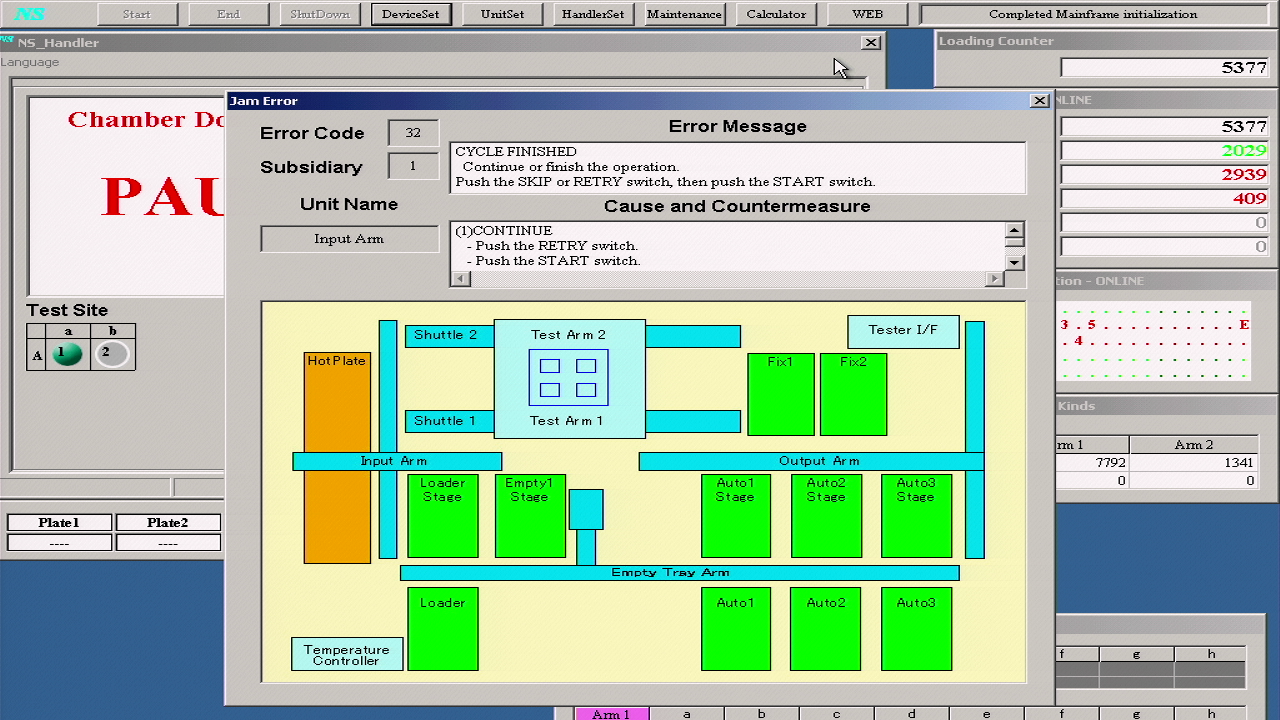 NS Start End ShutDown DeviceSet UnitSet HandlerSet Maintenance Calculator WEB Completed Mainframe initialization
NS NS_Handler
Language
Loading Counter
5377
Jam Error
Error Code 32
Subsidiary 1
Unit Name
Input Arm
Error Message
CYCLE FINISHED
Continue or finish the operation.
Push the SKIP or RETRY switch, then push the START switch.
Cause and Countermeasure
(1)CONTINUE
- Push the RETRY switch.
- Push the START switch.
Chamber Do
PAU
Test Site
a b
A 1 2
Plate1 Plate2
---- ----
Shuttle 2
Test Arm 2
Tester I/F
HotPlate
Fix1 Fix2
Shuttle 1
Test Arm 1
Input Arm
Output Arm
Loader Stage
Empty1 Stage
Auto1 Stage
Auto2 Stage
Auto3 Stage
Empty Tray Arm
Loader
Auto1 Auto2 Auto3
Temperature Controller
NLINE
5377
2029
2939
409
0
0
tion - ONLINE
3 . 5 . . . . . . . . E
. 4 . . . . . . . . .
Kinds
rm 1 Arm 2
7792 1341
0 0
f g h
Arm 1 a b c d e f g h